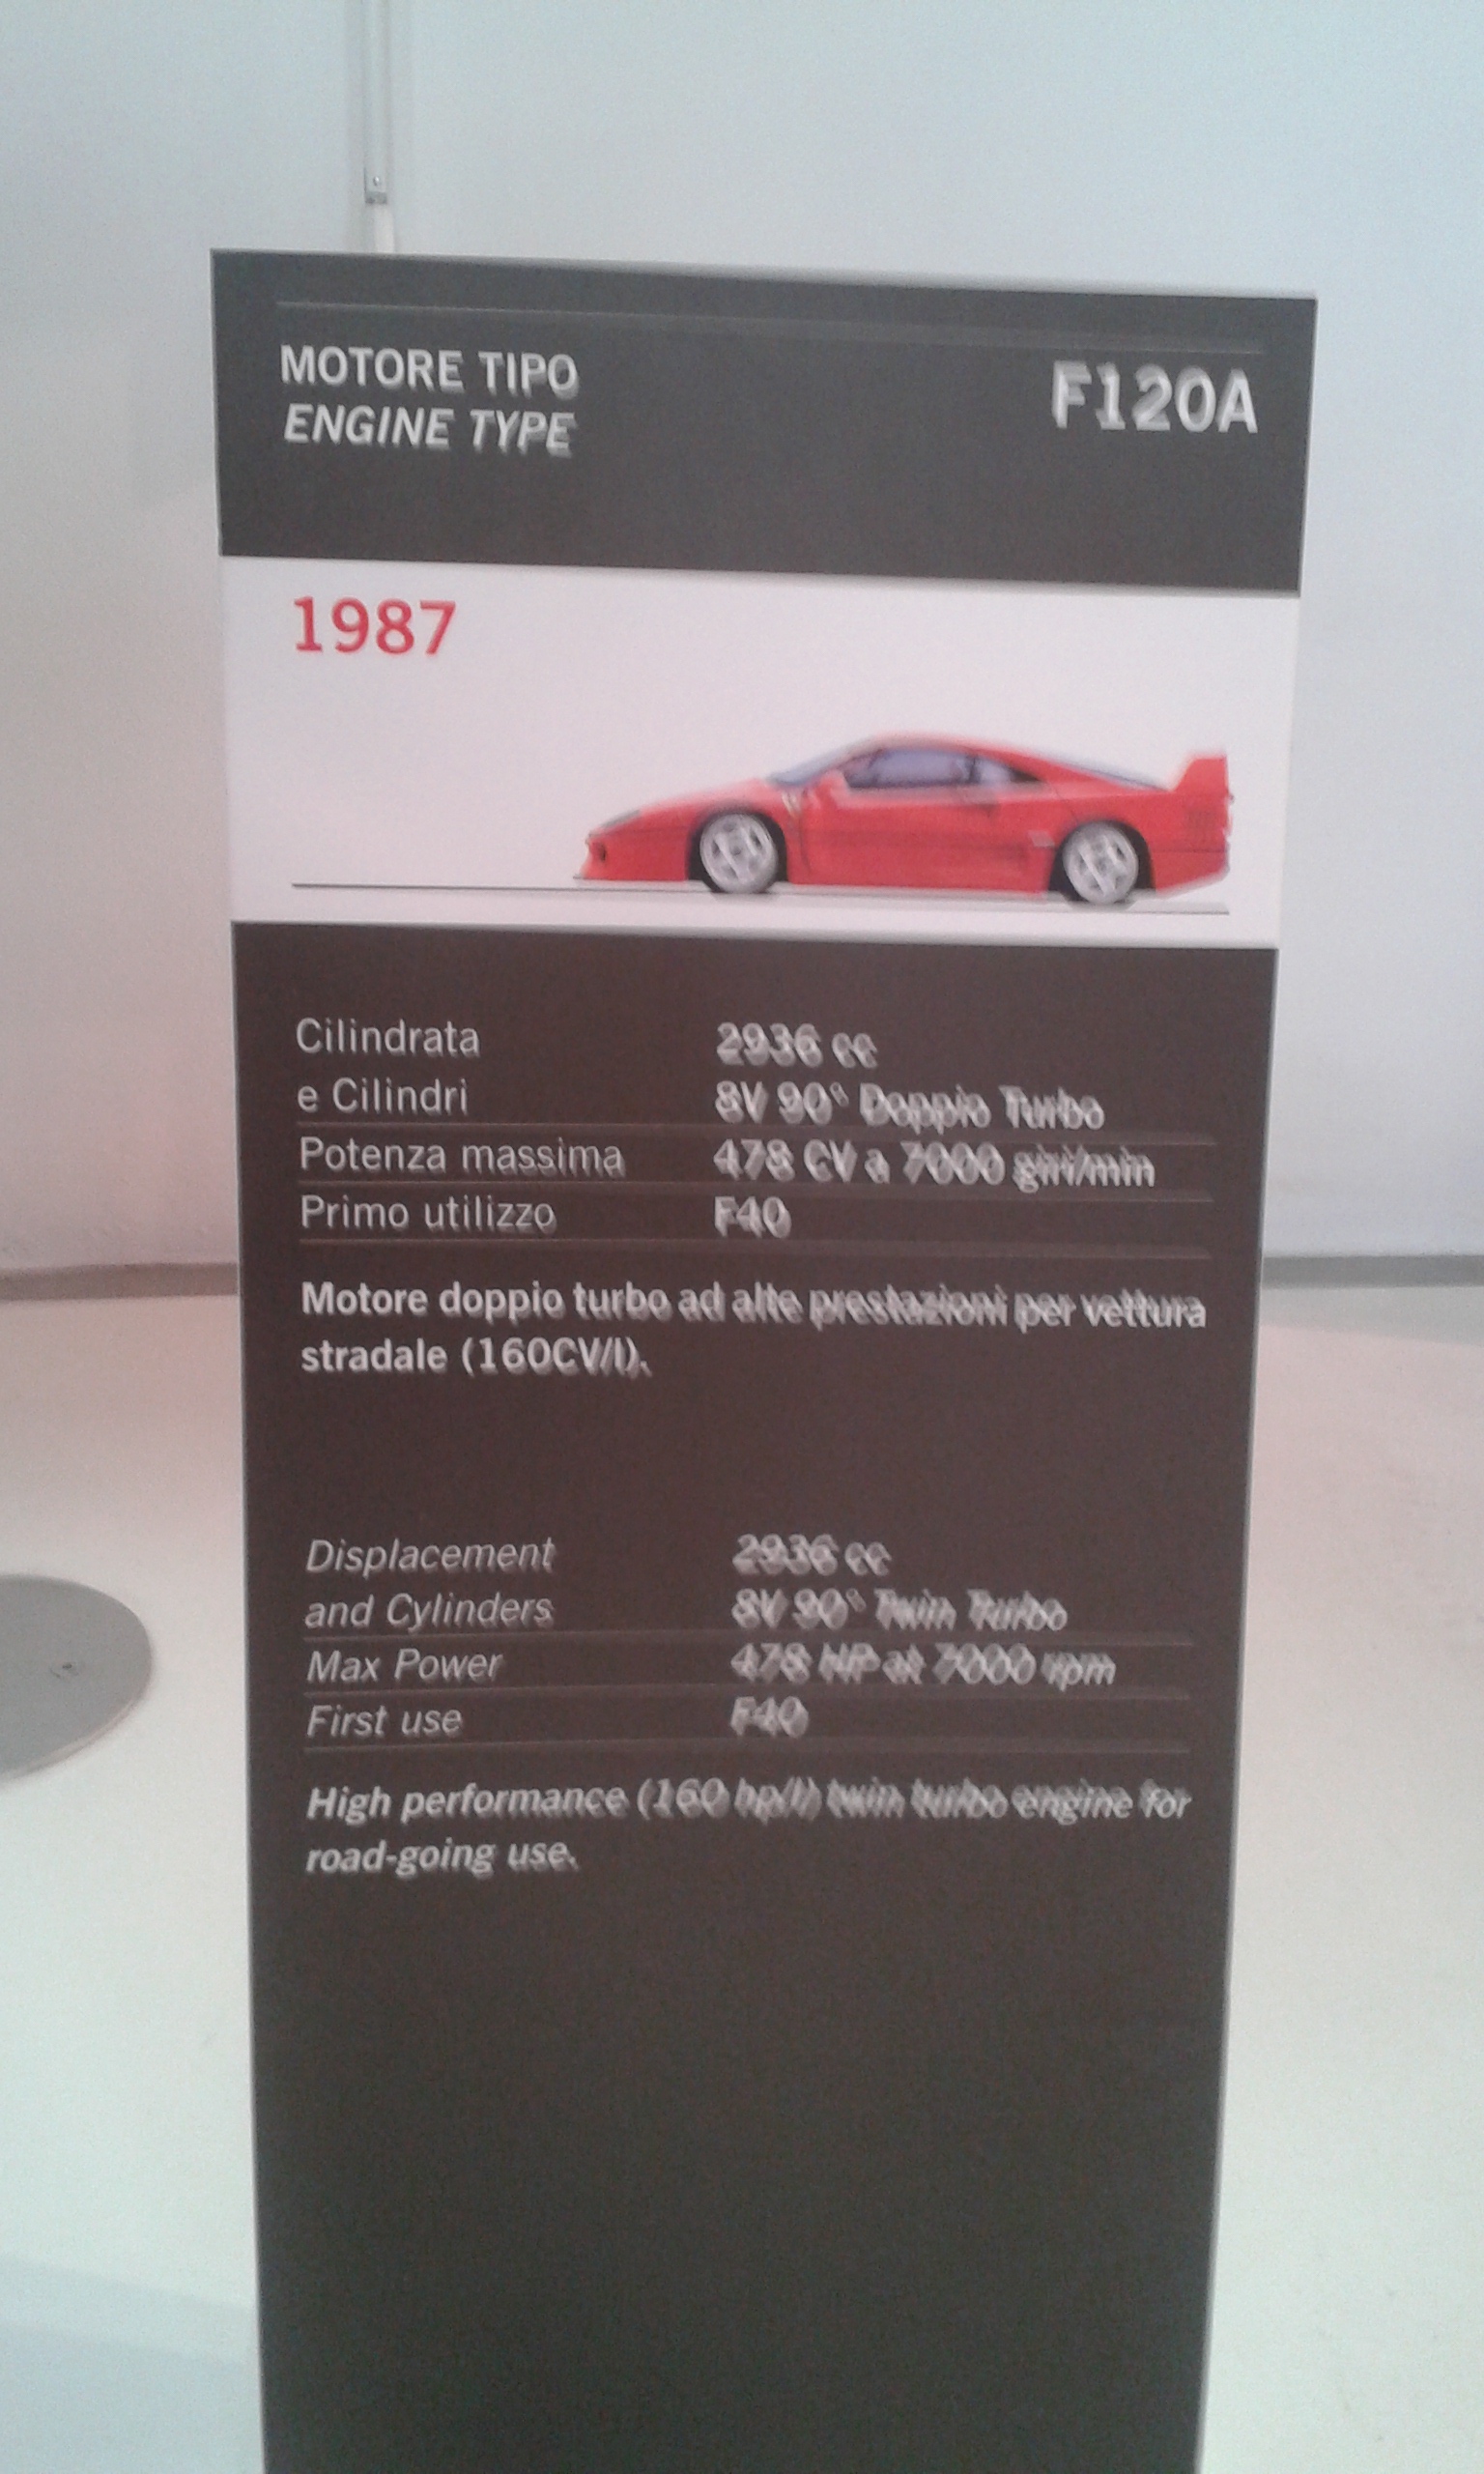 MOTORE TIPO
ENGINE TYPE
F120A
1987
Cilindrata 2936 cc
e Cilindri 8V 90° Doppio Turbo
Potenza massima 478 CV a 7000 giri/min
Primo utilizzo F40
Motore doppio turbo ad alte prestazioni per vettura
stradale (160CV/l).
Displacement 2936 cc
and Cylinders 8V 90° Twin Turbo
Max Power 478 HP at 7000 rpm
First use F40
High performance (160 hp/l) twin turbo engine for
road-going use.